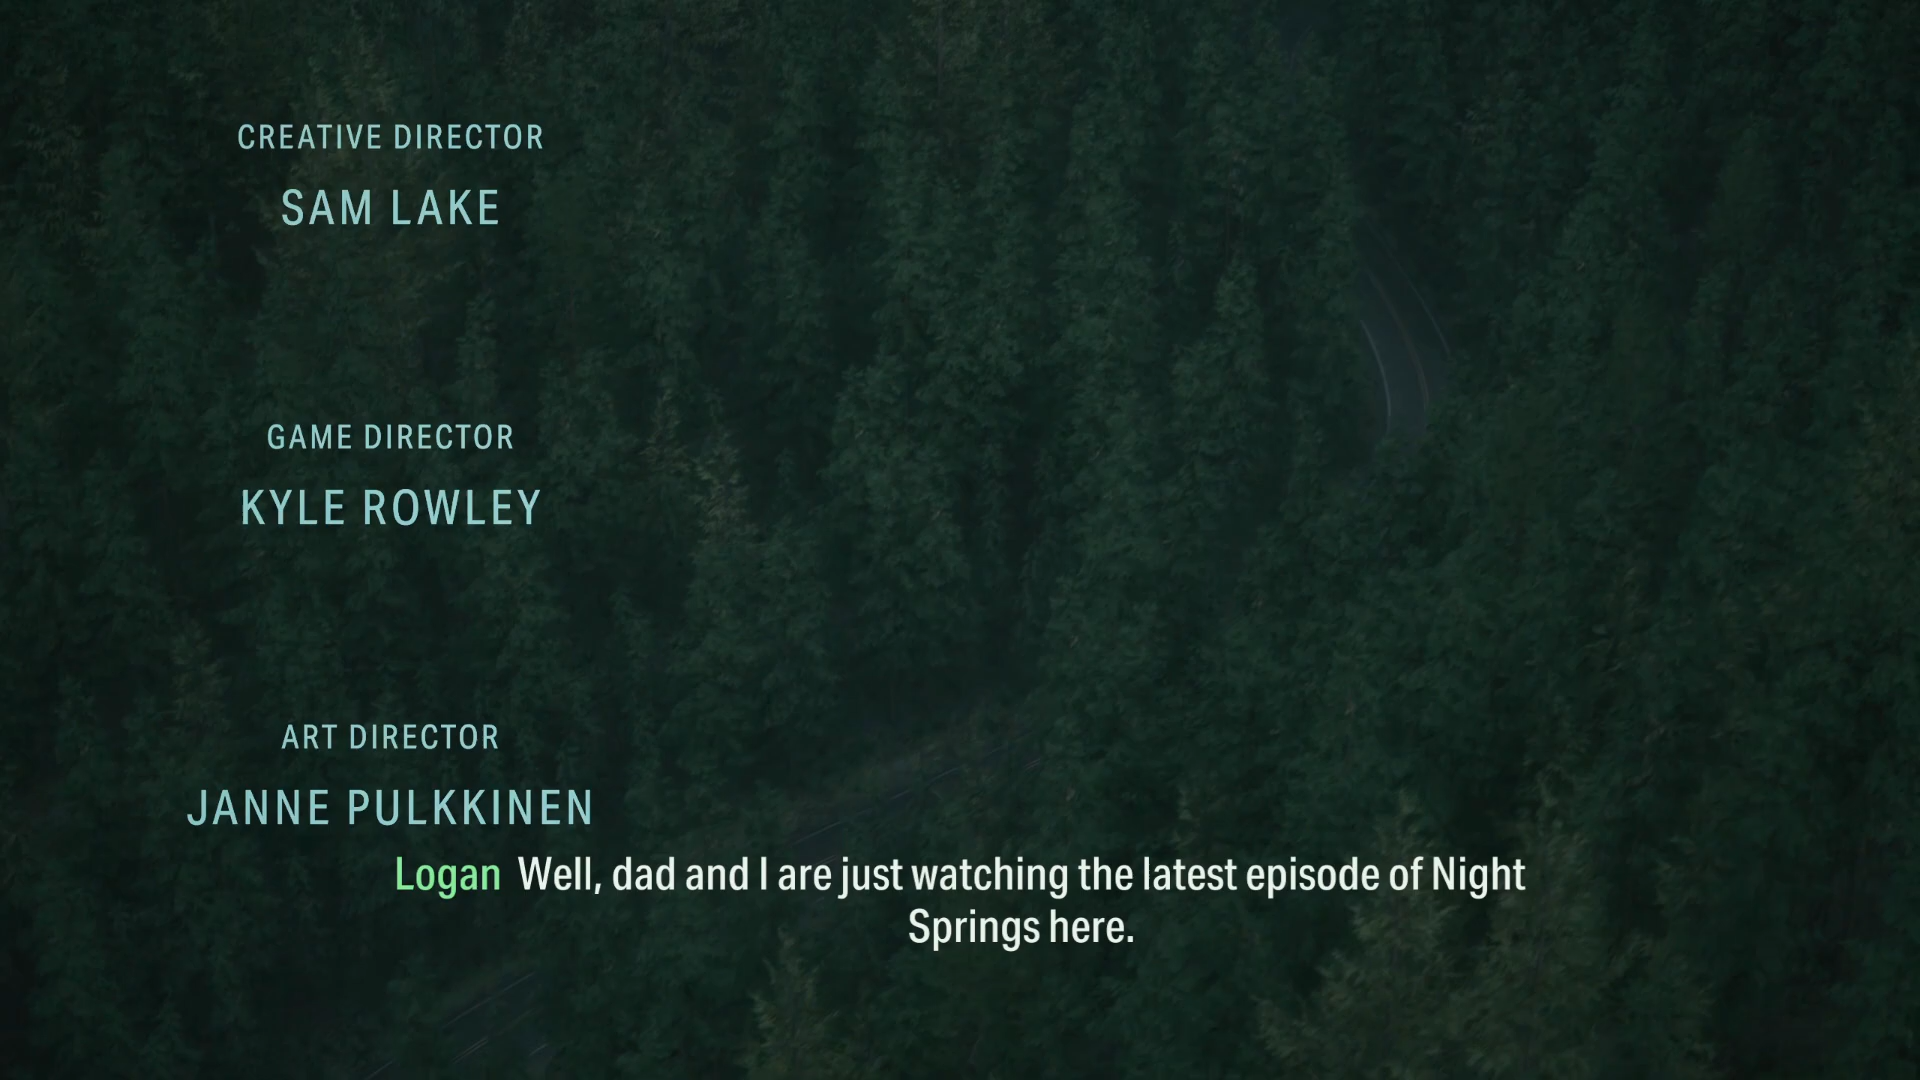 CREATIVE DIRECTOR
SAM LAKE
GAME DIRECTOR
KYLE ROWLEY
ART DIRECTOR
JANNE PULKKINEN
Logan Well, dad and I are just watching the latest episode of Night
Springs here.